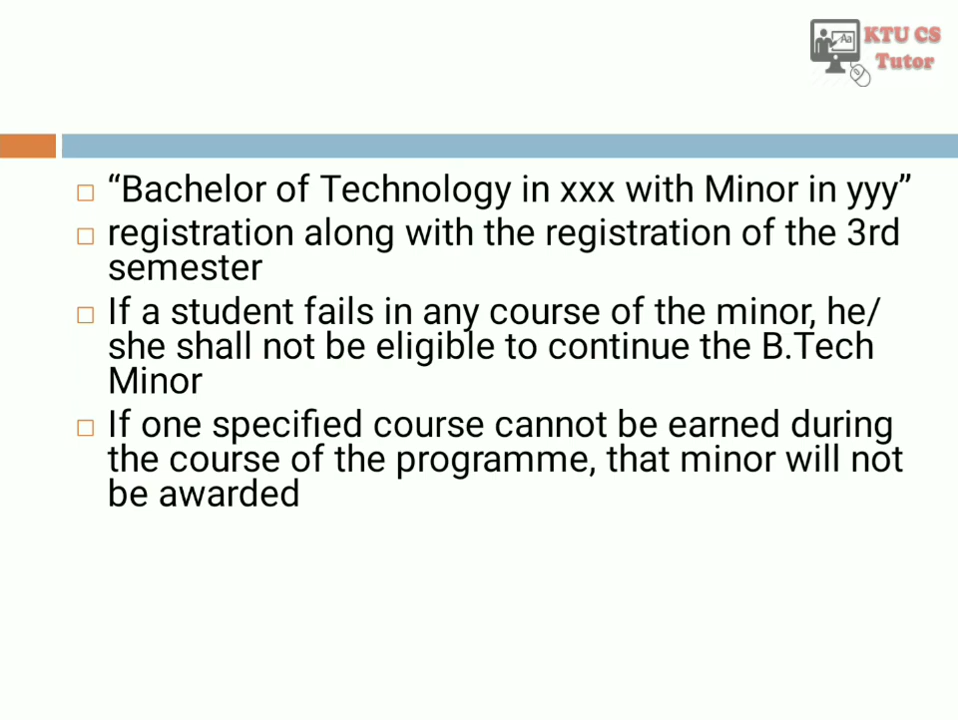 Aa
KTU CS
Tutor
“Bachelor of Technology in xxx with Minor in yyy”
registration along with the registration of the 3rd
semester
If a student fails in any course of the minor, he/
she shall not be eligible to continue the B.Tech
Minor
If one specified course cannot be earned during
the course of the programme, that minor will not
be awarded